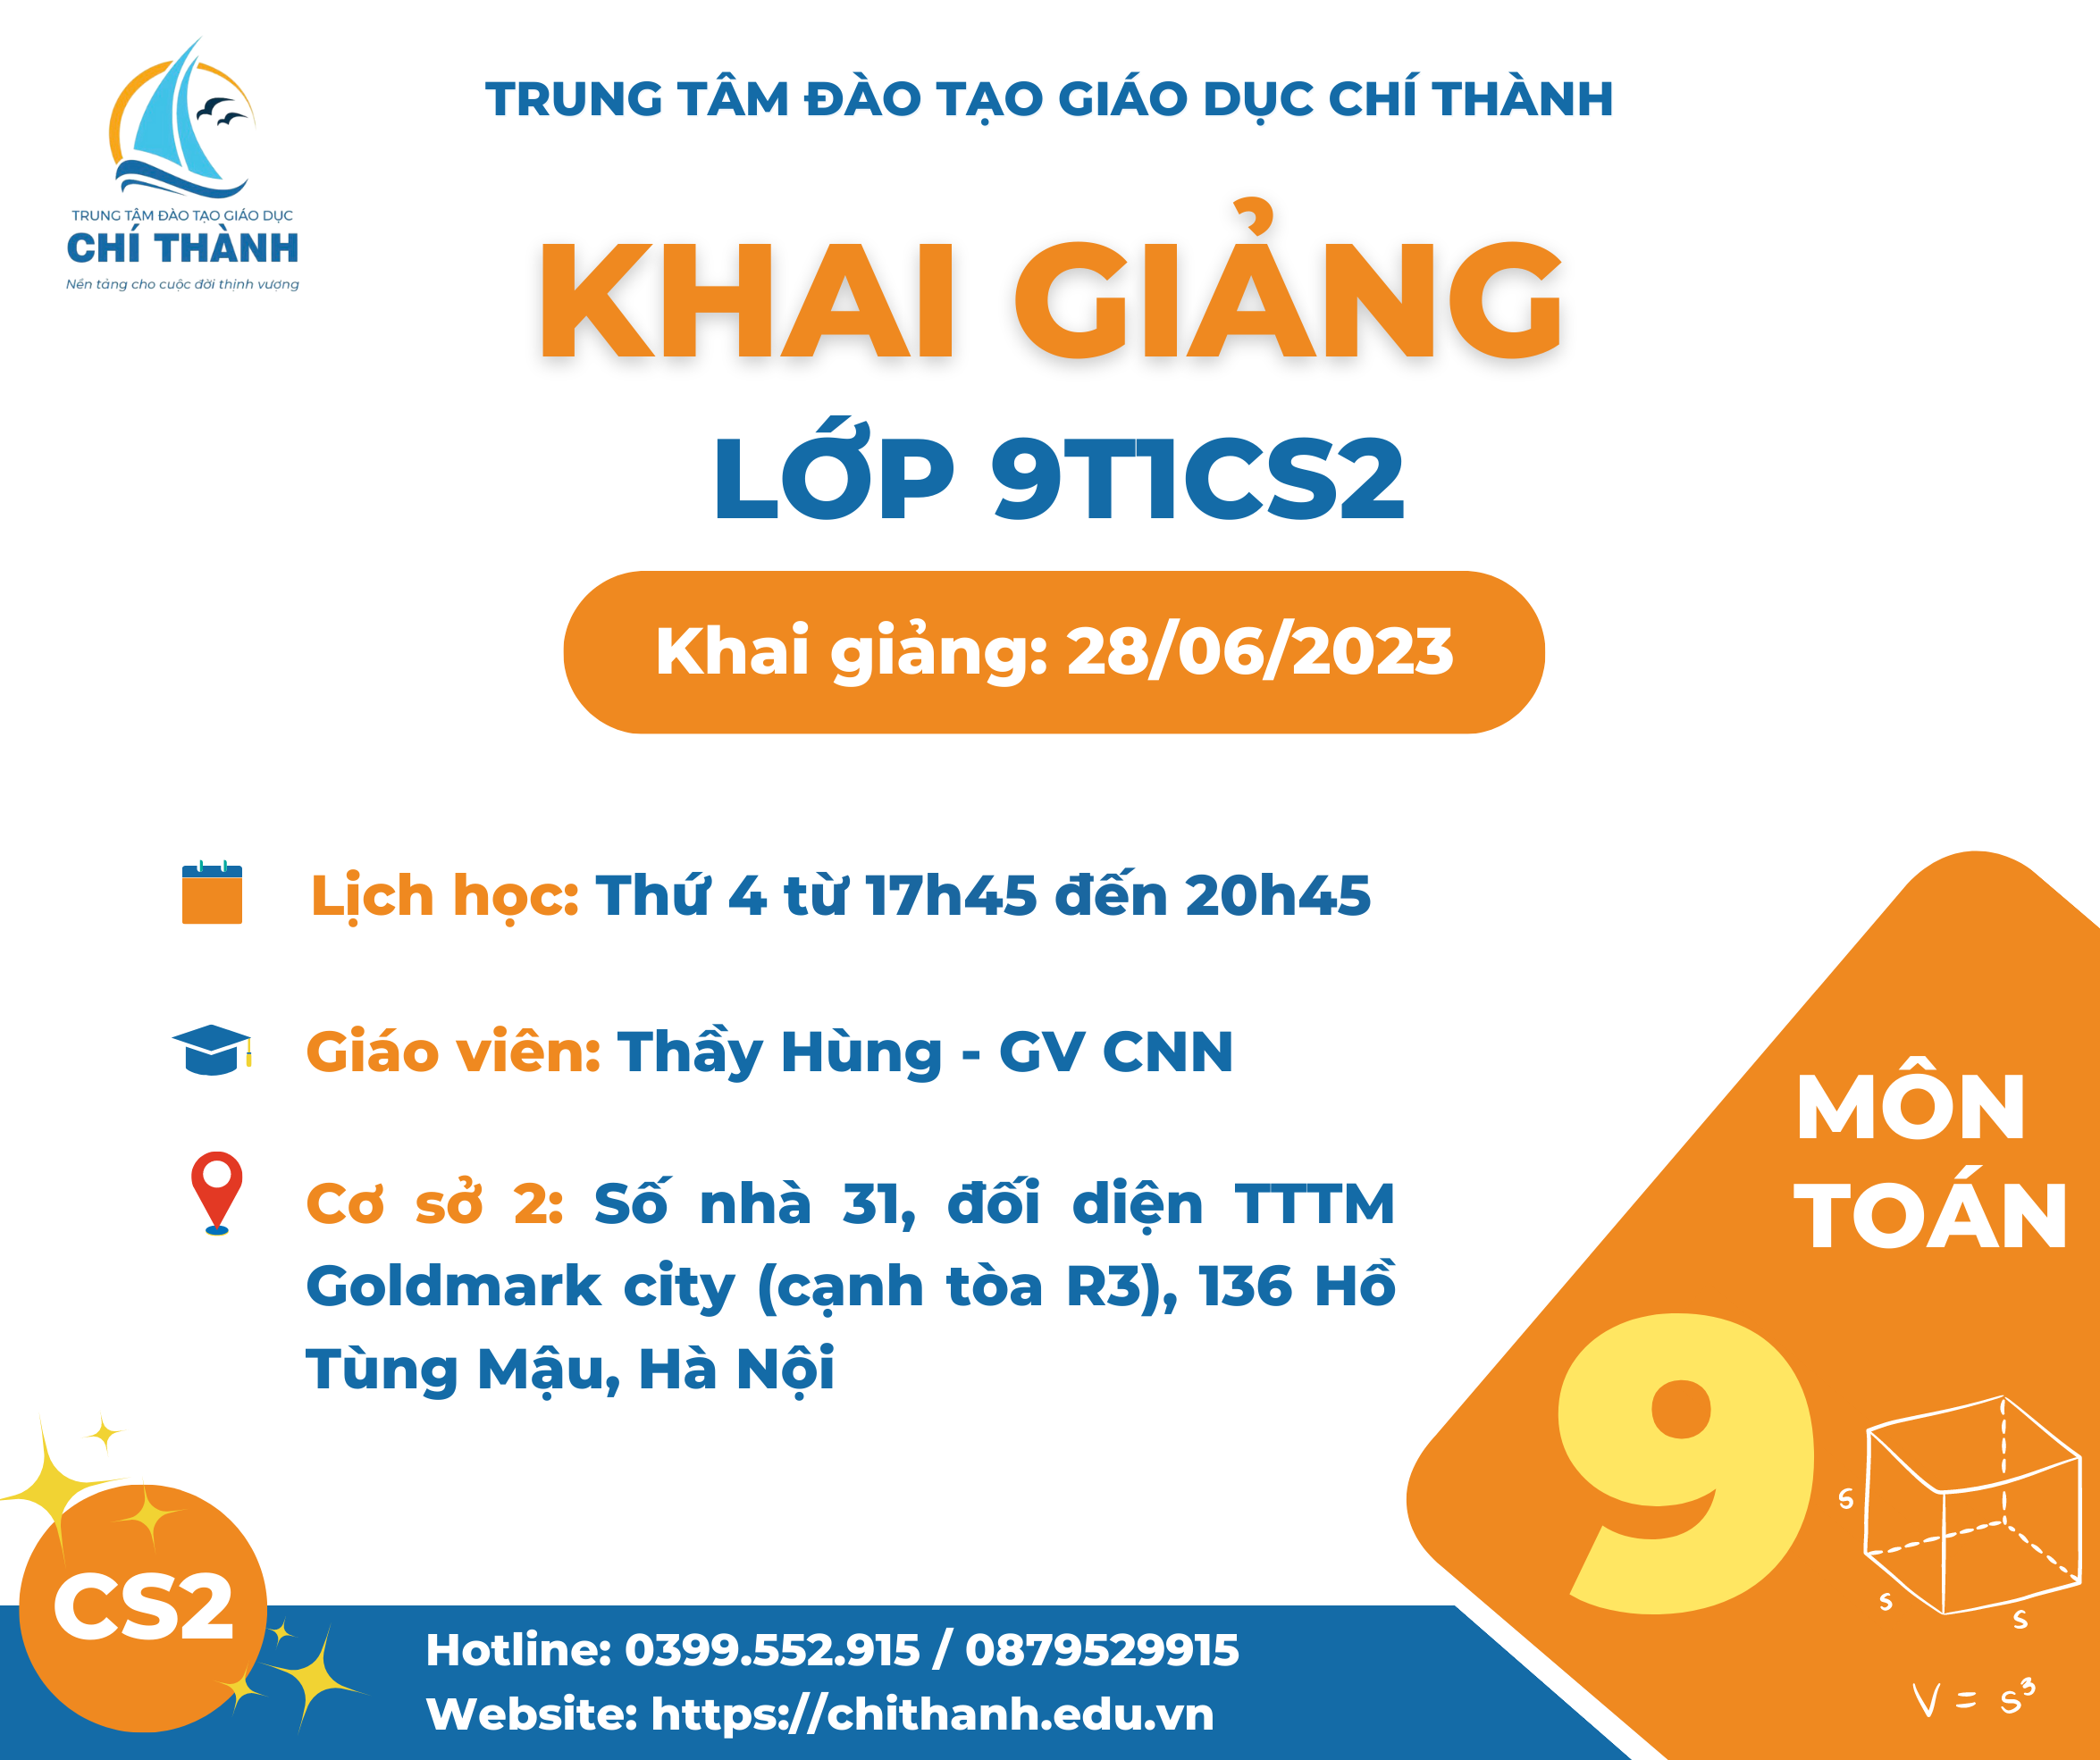 TRUNG TÂM ĐÀO TẠO GIÁO DỤC
CHÍ THÀNH
Nền tảng cho cuộc đời thịnh vượng
TRUNG TÂM ĐÀO TẠO GIÁO DỤC CHÍ THÀNH
KHAI GIẢNG
LỚP 9T1CS2
Khai giảng: 28/06/2023
Lịch học: Thứ 4 từ 17h45 đến 20h45
Giáo viên: Thầy Hùng - GV CNN
Cơ sở 2: Số nhà 31, đối diện TTTM
Goldmark city (cạnh tòa R3), 136 Hồ
Tùng Mậu, Hà Nội
MÔN
TOÁN
9
s
s
s
V = s³
CS2
Hotline: 0399.552.915 / 0879529915
Website: https://chithanh.edu.vn